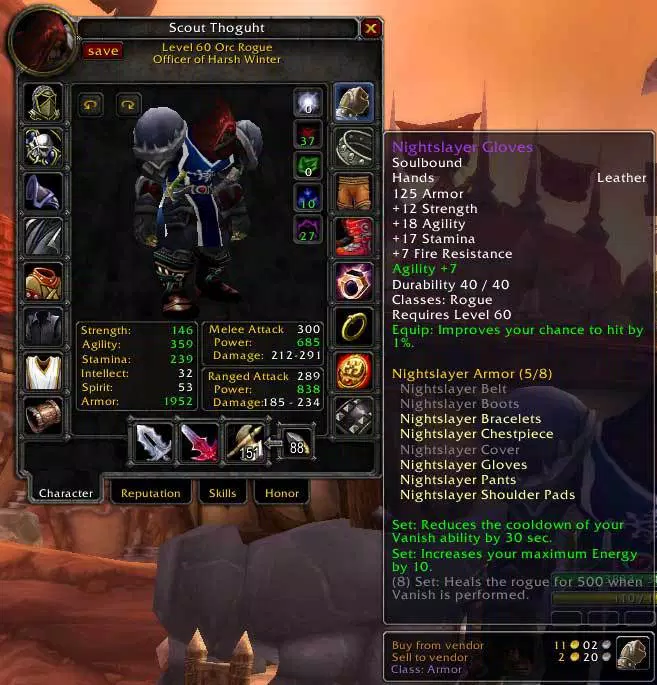 Scout Thoguht
save
Level 60 Orc Rogue
Officer of Harsh Winter
0
37
0
10
27
Strength: 146
Agility: 359
Stamina: 239
Intellect: 32
Spirit: 53
Armor: 1952
Melee Attack 300
Power: 685
Damage: 212-291
Ranged Attack 289
Power: 838
Damage:185 - 234
151
88
Character
Reputation
Skills
Honor
Nightslayer Gloves
Soulbound
Hands Leather
125 Armor
+12 Strength
+18 Agility
+17 Stamina
+7 Fire Resistance
Agility +7
Durability 40 / 40
Classes: Rogue
Requires Level 60
Equip: Improves your chance to hit by
1%.
Nightslayer Armor (5/8)
Nightslayer Belt
Nightslayer Boots
Nightslayer Bracelets
Nightslayer Chestpiece
Nightslayer Cover
Nightslayer Gloves
Nightslayer Pants
Nightslayer Shoulder Pads
Set: Reduces the cooldown of your
Vanish ability by 30 sec.
Set: Increases your maximum Energy
by 10.
(8) Set: Heals the rogue for 500 when
Vanish is performed.
Buy from vendor 11 02
Sell to vendor 2 20
Class: Armor